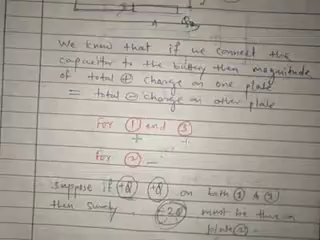 A
We know that if we connect the
capacitor to the battery then magnitude
of total ⊕ charge on one plate
= total ⊖ charge on other plate
for ① and ③
+ +
for ② —
Suppose if +Q +Q on both ① & ③
then surely -2Q must be there on
plate ②